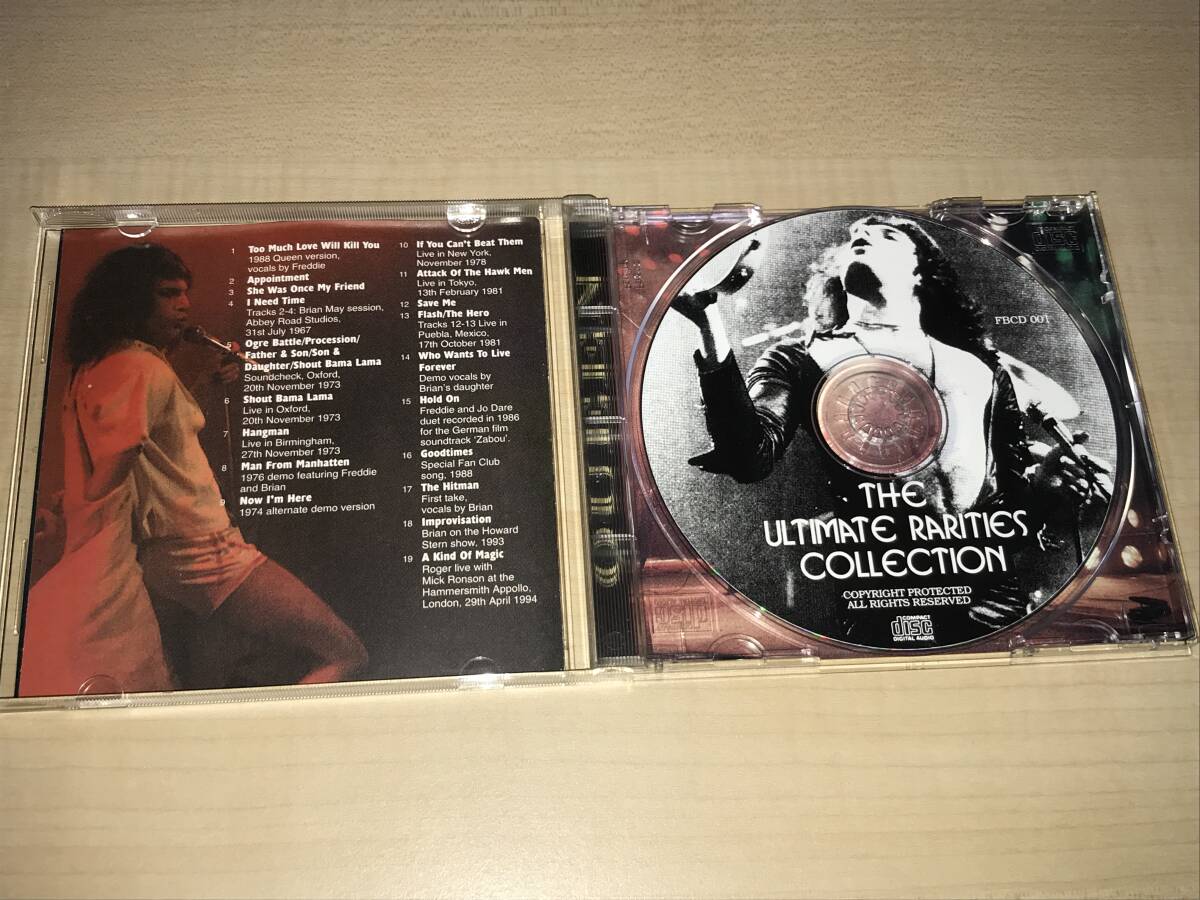 1 Too Much Love Will Kill You
1988 Queen version,
vocals by Freddie
2 Appointment
3 She Was Once My Friend
4 I Need Time
Tracks 2-4: Brian May session,
Abbey Road Studios,
31st July 1967
5 Ogre Battle/Procession/
Father & Son/Son &
Daughter/Shout Bama Lama
Soundcheck, Oxford,
20th November 1973
6 Shout Bama Lama
Live in Oxford,
20th November 1973
7 Hangman
Live in Birmingham,
27th November 1973
8 Man From Manhatten
1976 demo featuring Freddie
and Brian
9 Now I'm Here
1974 alternate demo version
10 If You Can't Beat Them
Live in New York,
November 1978
11 Attack Of The Hawk Men
Live in Tokyo,
13th February 1981
12 Save Me
13 Flash/The Hero
Tracks 12-13 Live in
Puebla, Mexico,
17th October 1981
14 Who Wants To Live
Forever
Demo vocals by
Brian's daughter
15 Hold On
Freddie and Jo Dare
duet recorded in 1986
for the German film
soundtrack 'Zabou'.
16 Goodtimes
Special Fan Club
song, 1988
17 The Hitman
First take,
vocals by Brian
18 Improvisation
Brian on the Howard
Stern show, 1993
19 A Kind Of Magic
Roger live with
Mick Ronson at the
Hammersmith Appollo,
London, 29th April 1994
FBCD 001
THE
ULTIMATE RARITIES
COLLECTION
COPYRIGHT PROTECTED
ALL RIGHTS RESERVED
COMPACT
disc
DIGITAL AUDIO